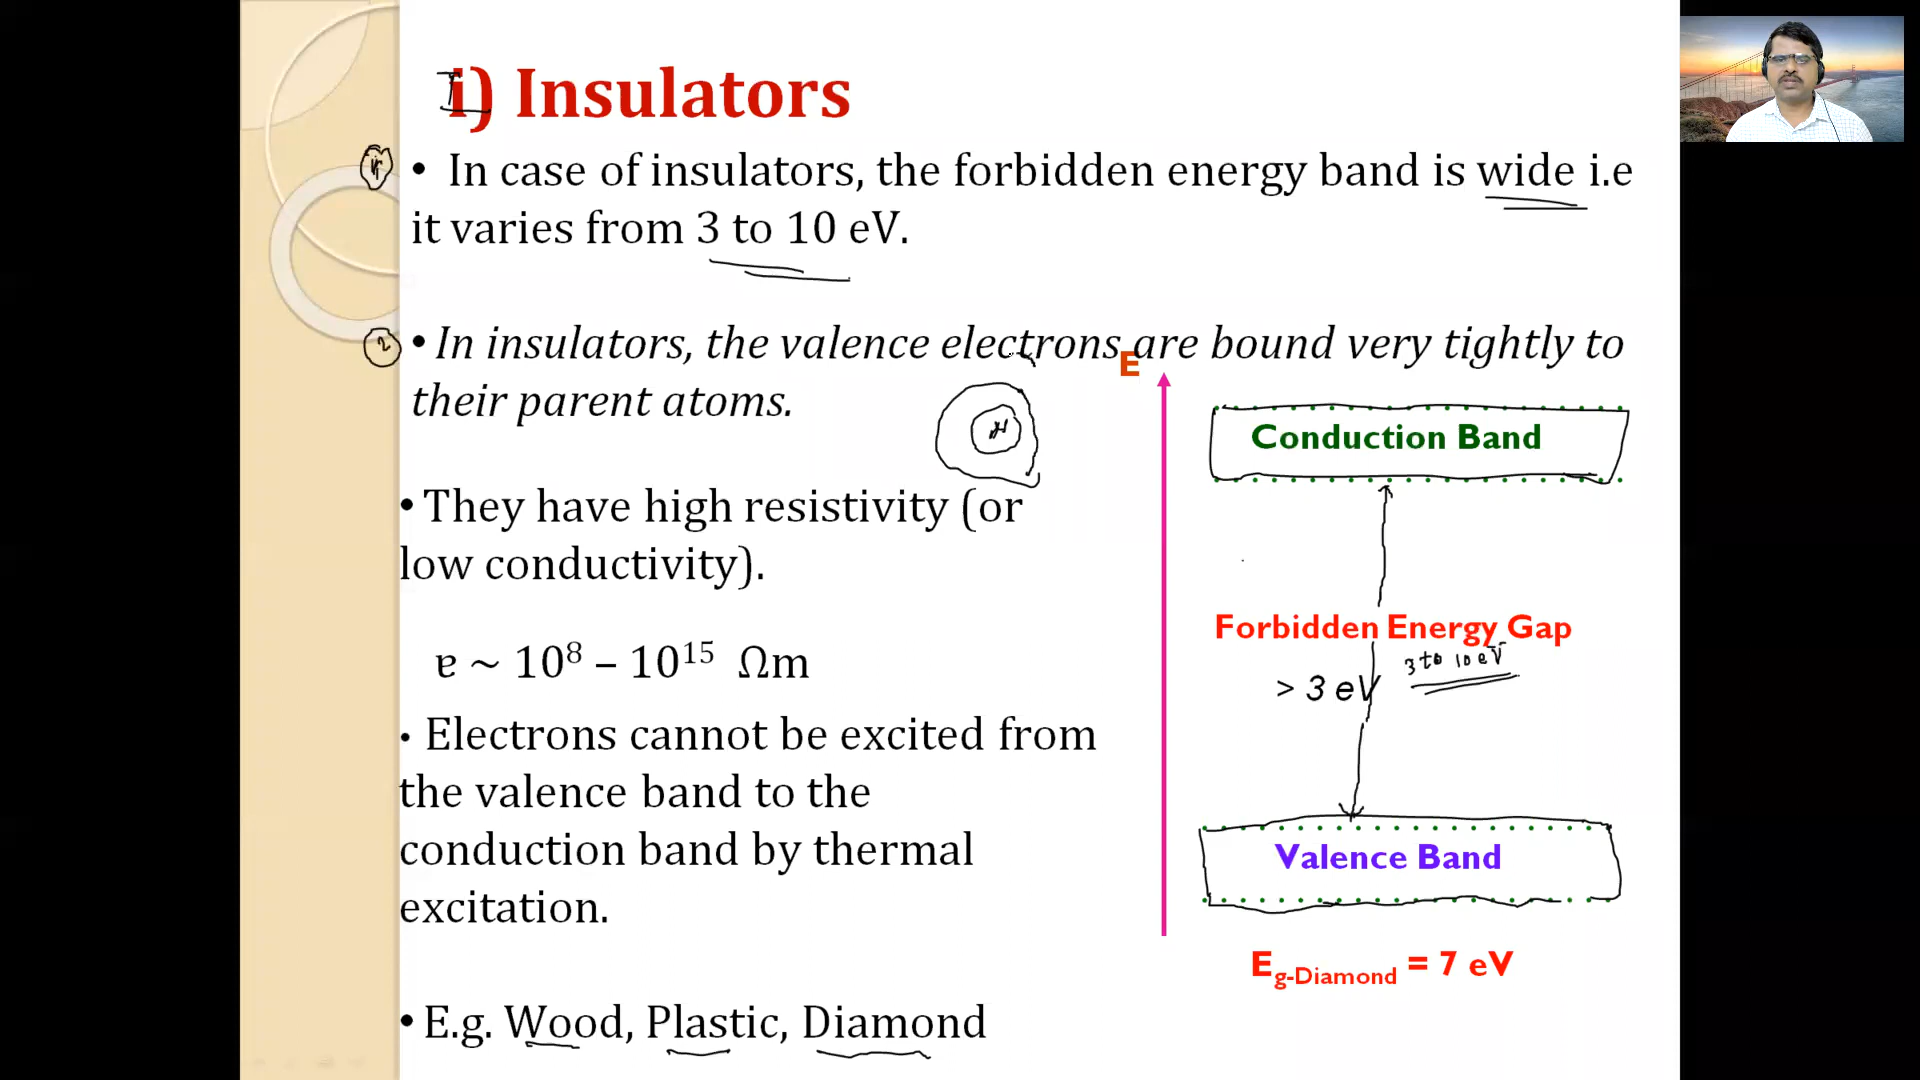 i) Insulators
1
• In case of insulators, the forbidden energy band is wide i.e
it varies from 3 to 10 eV.
2
• In insulators, the valence electrons are bound very tightly to
their parent atoms.
E
Conduction Band
• They have high resistivity (or
low conductivity).
Forbidden Energy Gap
3 to 10 eV
> 3 eV
~ 10⁸ – 10¹⁵ Ωm
• Electrons cannot be excited from
the valence band to the
conduction band by thermal
excitation.
Valence Band
Eg-Diamond = 7 eV
• E.g. Wood, Plastic, Diamond